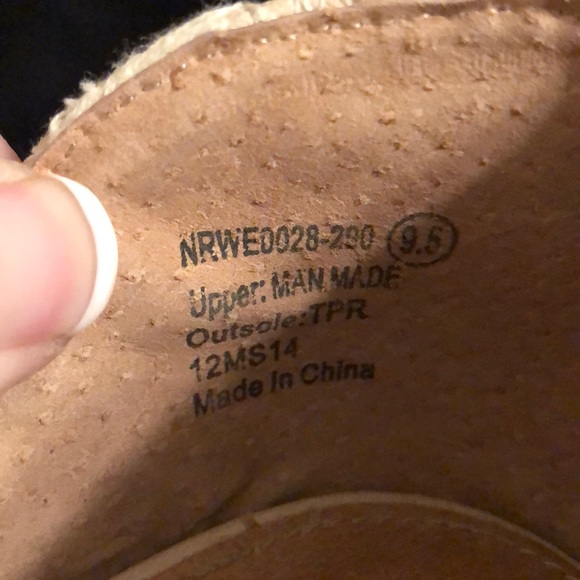 NRWE0028-290 9.5
Upper: MAN MADE
Outsole:TPR
12MS14
Made In China